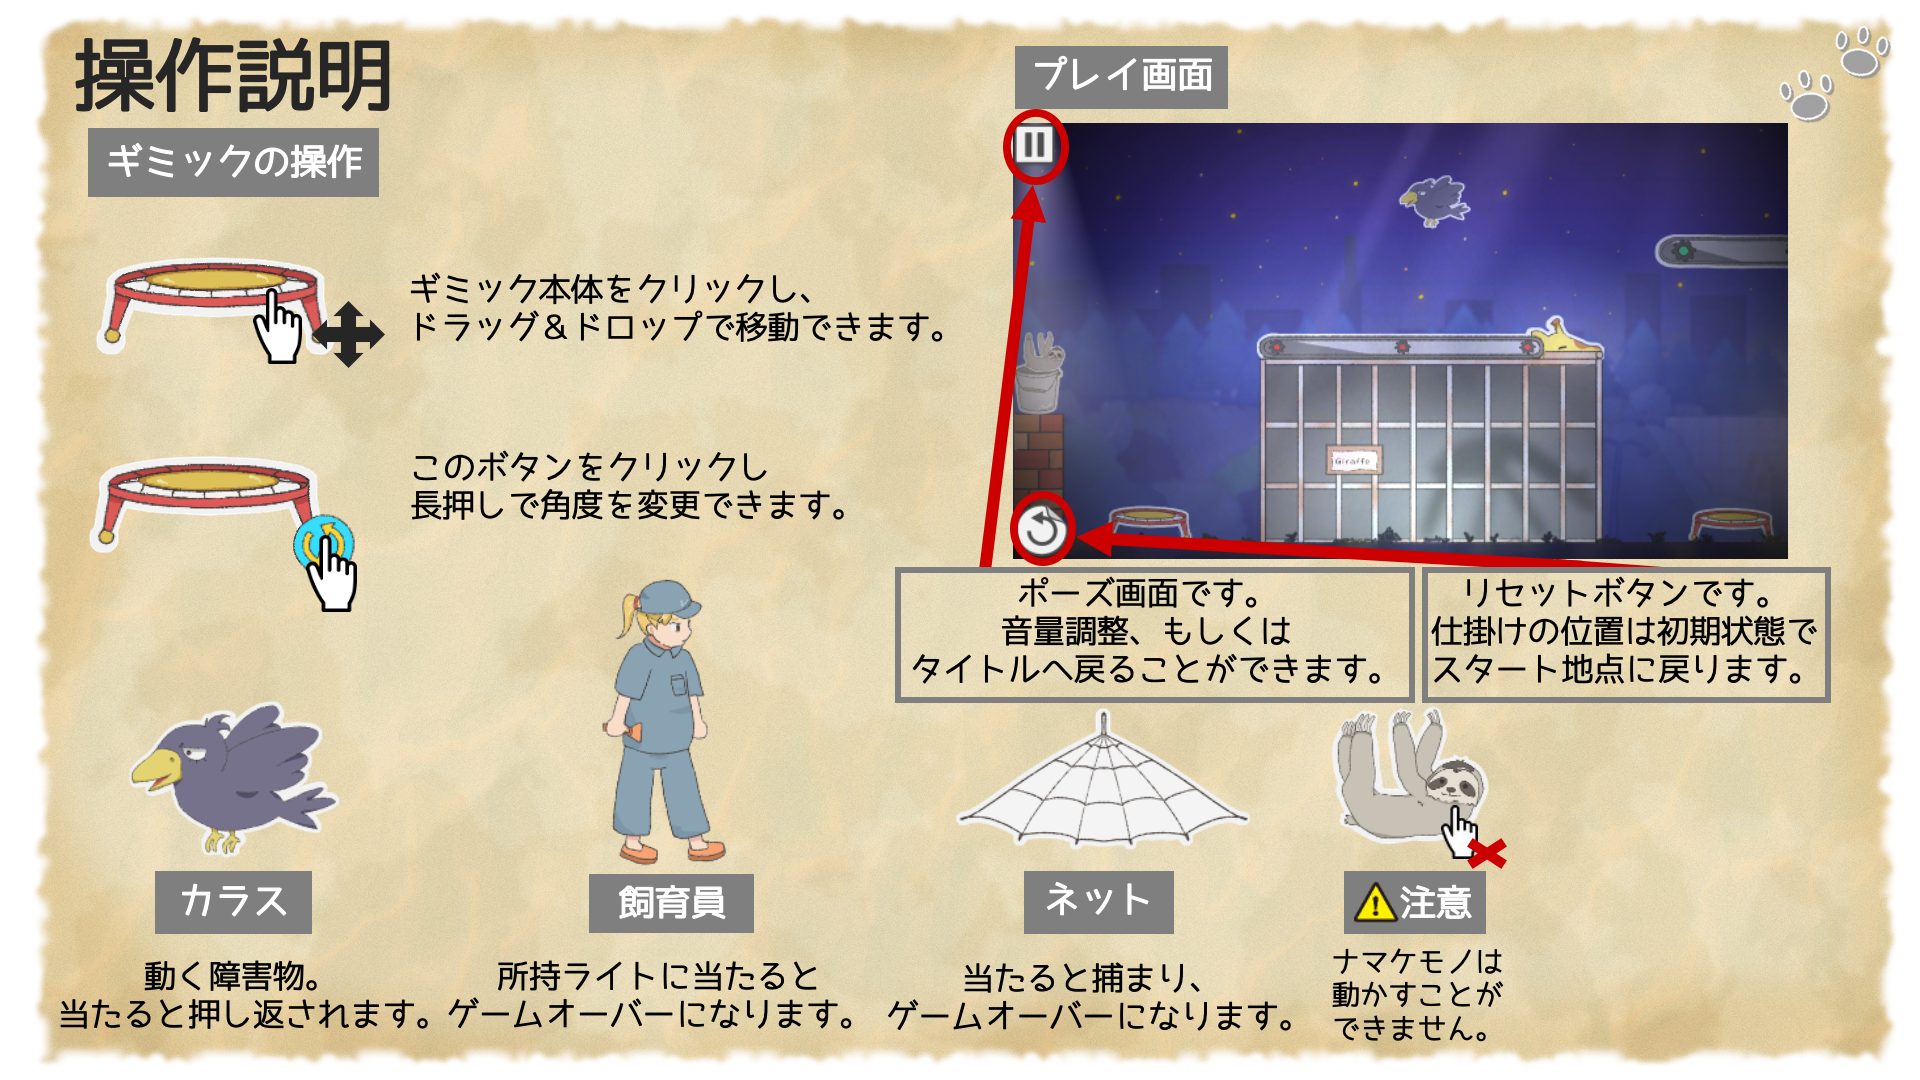 操作説明
ギミックの操作
ギミック本体をクリックし、
ドラッグ＆ドロップで移動できます。
このボタンをクリックし
長押しで角度を変更できます。
プレイ画面
Giraffe
ポーズ画面です。
音量調整、もしくは
タイトルへ戻ることができます。
リセットボタンです。
仕掛けの位置は初期状態で
スタート地点に戻ります。
カラス
動く障害物。
当たると押し返されます。
飼育員
所持ライトに当たると
ゲームオーバーになります。
ネット
当たると捕まり、
ゲームオーバーになります。
注意
ナマケモノは
動かすことが
できません。